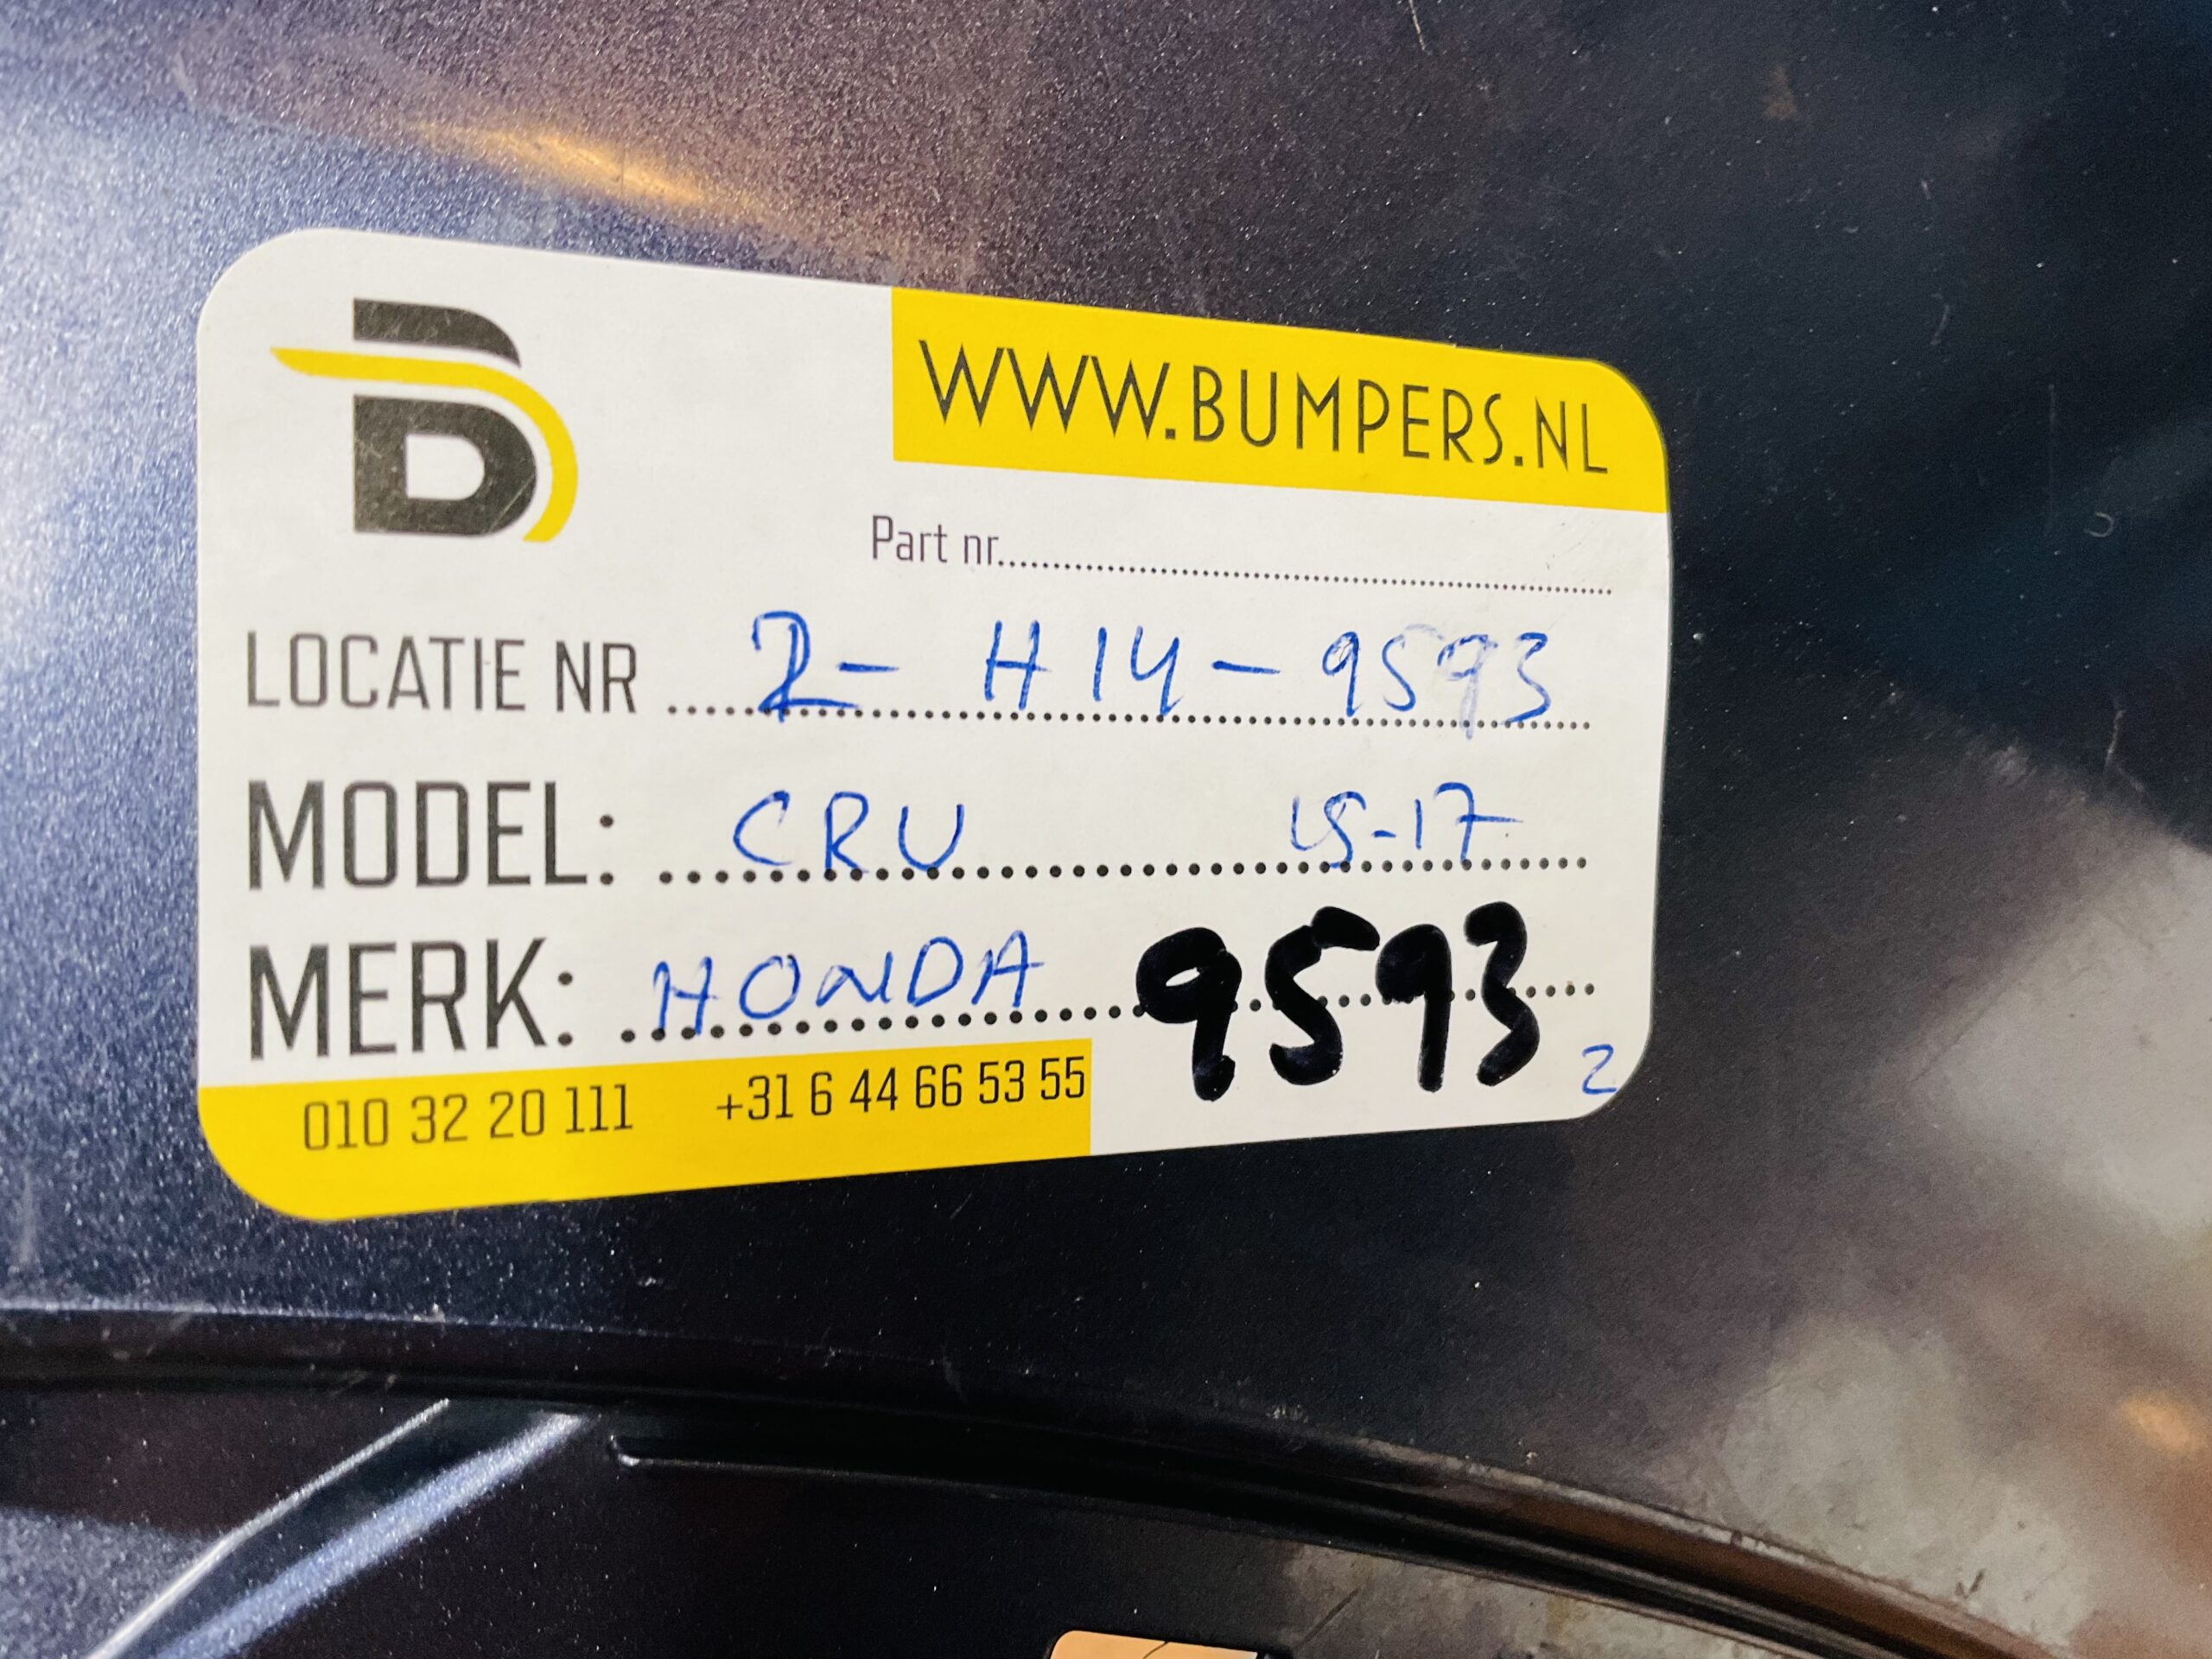 B
WWW.BUMPERS.NL
Part nr..........
LOCATIE NR ..... 2 - H14 - 9593
MODEL: ..... CRV 15-17
MERK: ..... HONDA 9593
2
010 32 20 111 +31 6 44 66 53 55